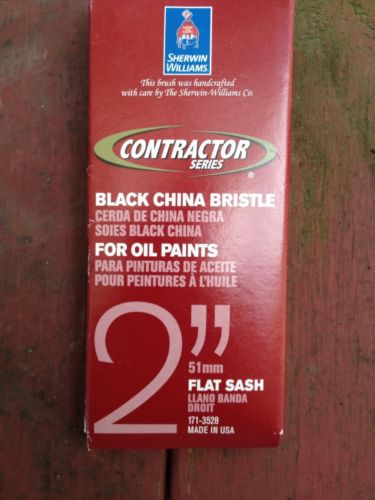 SHERWIN
WILLIAMS
This brush was handcrafted
with care by The Sherwin-Williams Co.
CONTRACTOR
SERIES
®
BLACK CHINA BRISTLE
CERDA DE CHINA NEGRA
SOIES BLACK CHINA
FOR OIL PAINTS
PARA PINTURAS DE ACEITE
POUR PEINTURES À L'HUILE
2"
51mm
FLAT SASH
LLANO BANDA
DROIT
171-3528
MADE IN USA